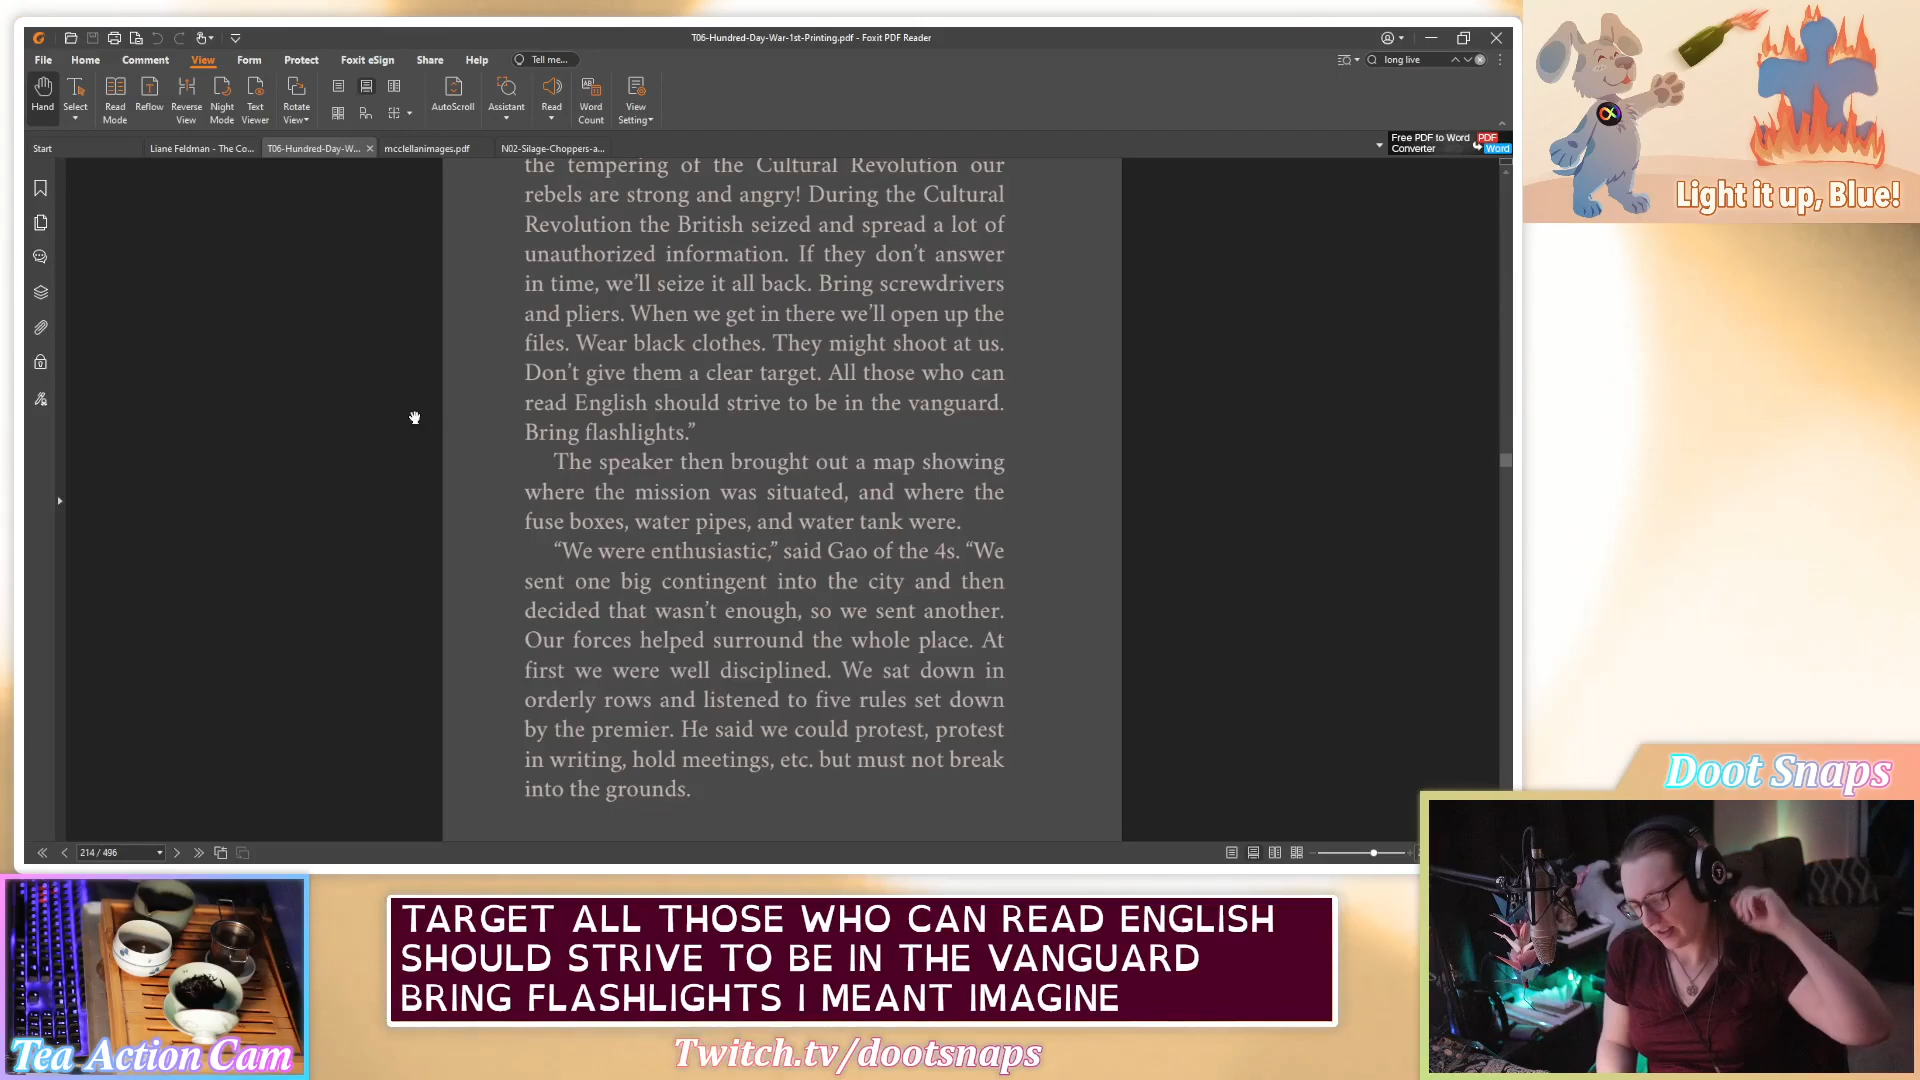 T06-Hundred-Day-War-1st-Printing.pdf - Foxit PDF Reader
File Home Comment View Form Protect Foxit eSign Share Help Tell me... long live
Hand Select Read Mode Reflow Reverse View Night Mode Text Viewer Rotate View AutoScroll Assistant Read Word Count View Setting
Start Liane Feldman - The Co... T06-Hundred-Day-W... mcclellanimages.pdf N02-Silage-Choppers-a...
Free PDF to Word Converter PDF Word
the tempering of the Cultural Revolution our
rebels are strong and angry! During the Cultural
Revolution the British seized and spread a lot of
unauthorized information. If they don’t answer
in time, we’ll seize it all back. Bring screwdrivers
and pliers. When we get in there we’ll open up the
files. Wear black clothes. They might shoot at us.
Don’t give them a clear target. All those who can
read English should strive to be in the vanguard.
Bring flashlights.”
The speaker then brought out a map showing
where the mission was situated, and where the
fuse boxes, water pipes, and water tank were.
“We were enthusiastic,” said Gao of the 4s. “We
sent one big contingent into the city and then
decided that wasn’t enough, so we sent another.
Our forces helped surround the whole place. At
first we were well disciplined. We sat down in
orderly rows and listened to five rules set down
by the premier. He said we could protest, protest
in writing, hold meetings, etc. but must not break
into the grounds.
214 / 496
Light it up, Blue!
Doot Snaps
Tea Action Cam
TARGET ALL THOSE WHO CAN READ ENGLISH
SHOULD STRIVE TO BE IN THE VANGUARD
BRING FLASHLIGHTS I MEANT IMAGINE
Twitch.tv/dootsnaps